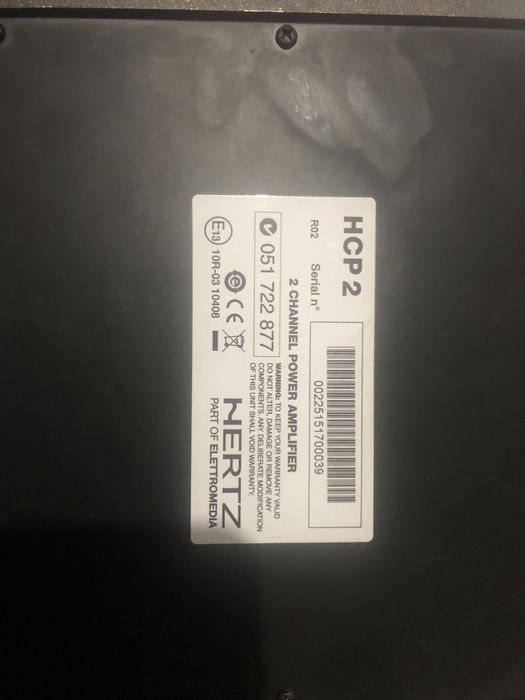 HCP 2
R02 Serial n°
00225151700039
2 CHANNEL POWER AMPLIFIER
051 722 877
WARNING: TO KEEP YOUR WARRANTY VALID
DO NOT ALTER, DAMAGE OR REMOVE ANY
COMPONENTS. ANY DELIBERATE MODIFICATION
OF THIS UNIT SHALL VOID WARRANTY.
E13 10R-03 10408
e CE
HERTZ
PART OF ELETTROMEDIA